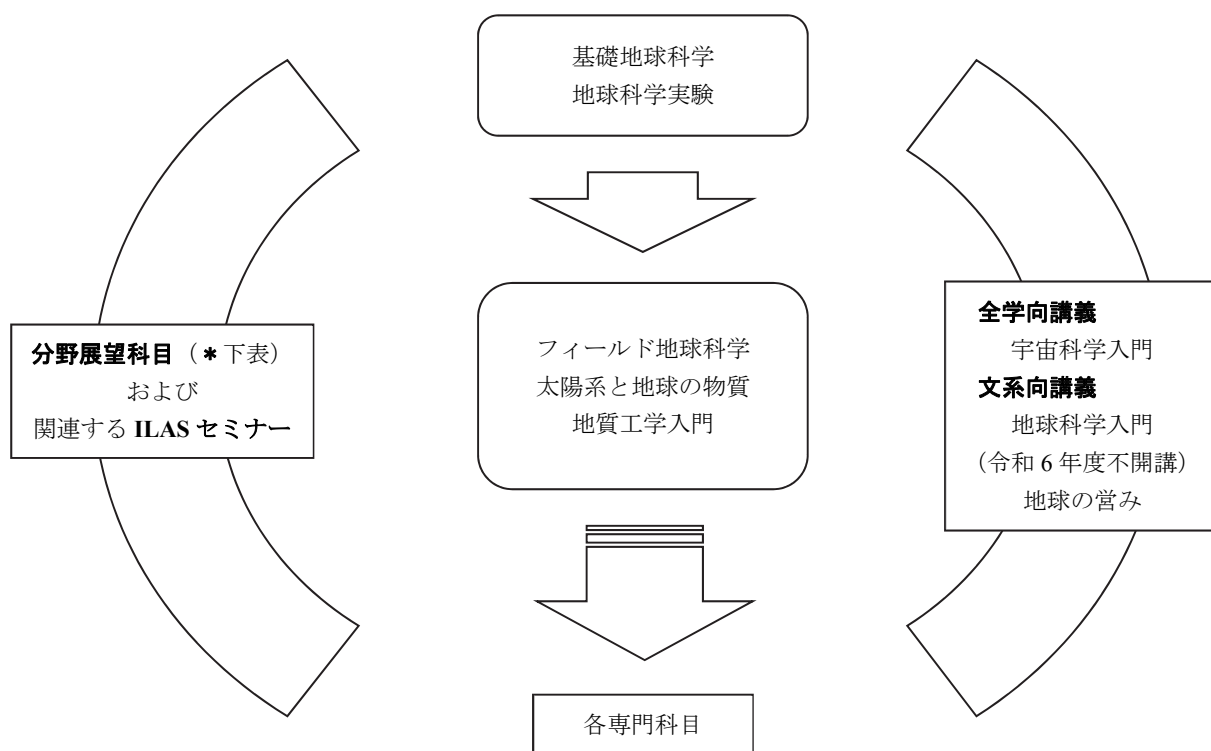 基礎地球科学
地球科学実験
分野展望科目（＊下表）
および
関連する ILAS セミナー
フィールド地球科学
太陽系と地球の物質
地質工学入門
全学向講義
宇宙科学入門
文系向講義
地球科学入門
（令和 6 年度不開講）
地球の営み
各専門科目